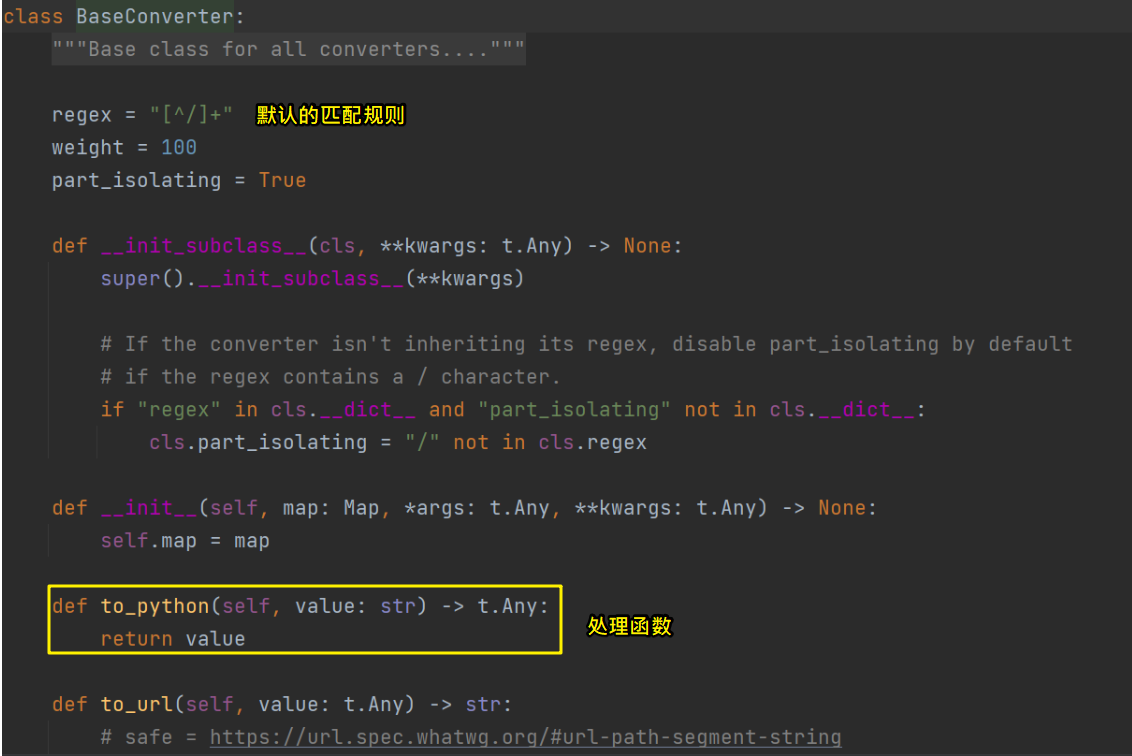 class BaseConverter:
"""Base class for all converters...."""
regex = "[^/]+" 默认的匹配规则
weight = 100
part_isolating = True
def __init_subclass__(cls, **kwargs: t.Any) -> None:
super().__init_subclass__(**kwargs)
# If the converter isn't inheriting its regex, disable part_isolating by default
# if the regex contains a / character.
if "regex" in cls.__dict__ and "part_isolating" not in cls.__dict__:
cls.part_isolating = "/" not in cls.regex
def __init__(self, map: Map, *args: t.Any, **kwargs: t.Any) -> None:
self.map = map
def to_python(self, value: str) -> t.Any:
return value
处理函数
def to_url(self, value: t.Any) -> str:
# safe = https://url.spec.whatwg.org/#url-path-segment-string